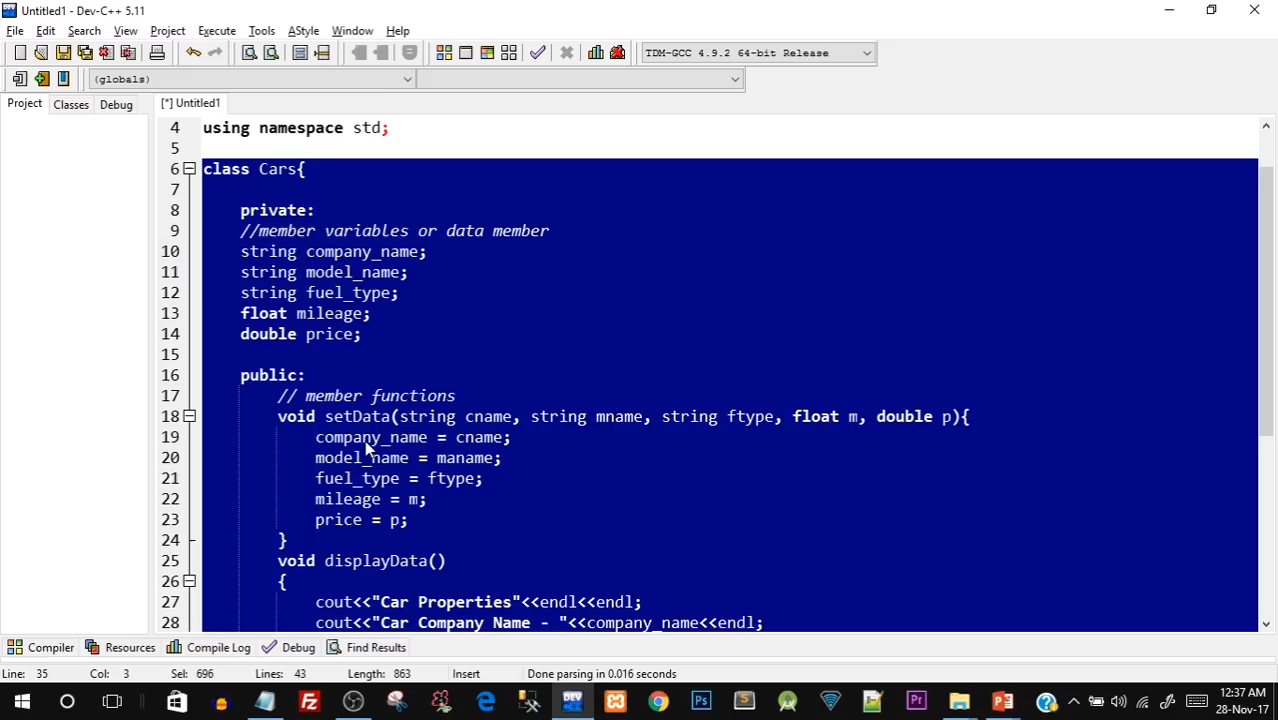 Untitled1 - Dev-C++ 5.11
File Edit Search View Project Execute Tools AStyle Window Help
TDM-GCC 4.9.2 64-bit Release
(globals)
Project Classes Debug [*] Untitled1
4 using namespace std;
5
6 class Cars{
7
8 private:
9 //member variables or data member
10 string company_name;
11 string model_name;
12 string fuel_type;
13 float mileage;
14 double price;
15
16 public:
17 // member functions
18 void setData(string cname, string mname, string ftype, float m, double p){
19 company_name = cname;
20 model_name = maname;
21 fuel_type = ftype;
22 mileage = m;
23 price = p;
24 }
25 void displayData()
26 {
27 cout<<"Car Properties"<<endl<<endl;
28 cout<<"Car Company Name - "<<company_name<<endl;
Compiler Resources Compile Log Debug Find Results
Line: 35 Col: 3 Sel: 696 Lines: 43 Length: 863 Insert Done parsing in 0.016 seconds
12:37 AM
28-Nov-17